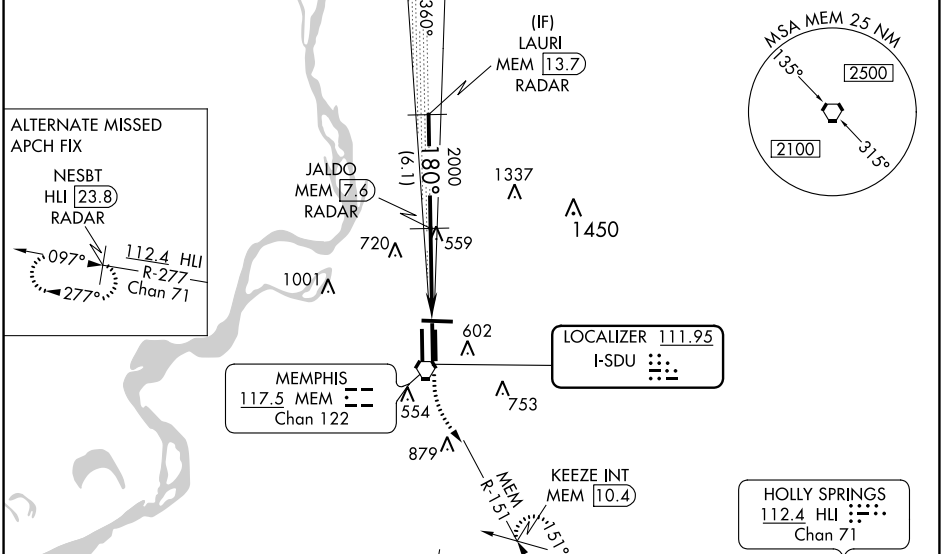 360°
(IF)
LAURI
MEM 13.7
RADAR
MSA MEM 25 NM
135°
2500
2100
315°
ALTERNATE MISSED
APCH FIX
NESBT
HLI 23.8
RADAR
097°
277°
112.4 HLI
R-277
Chan 71
JALDO
MEM 7.6
RADAR
2000
180°
(6.1)
1337
1450
720
559
1001
602
LOCALIZER 111.95
I-SDU
MEMPHIS
117.5 MEM
Chan 122
554
753
879
MEM
R-151
KEEZE INT
MEM 10.4
151°
HOLLY SPRINGS
112.4 HLI
Chan 71